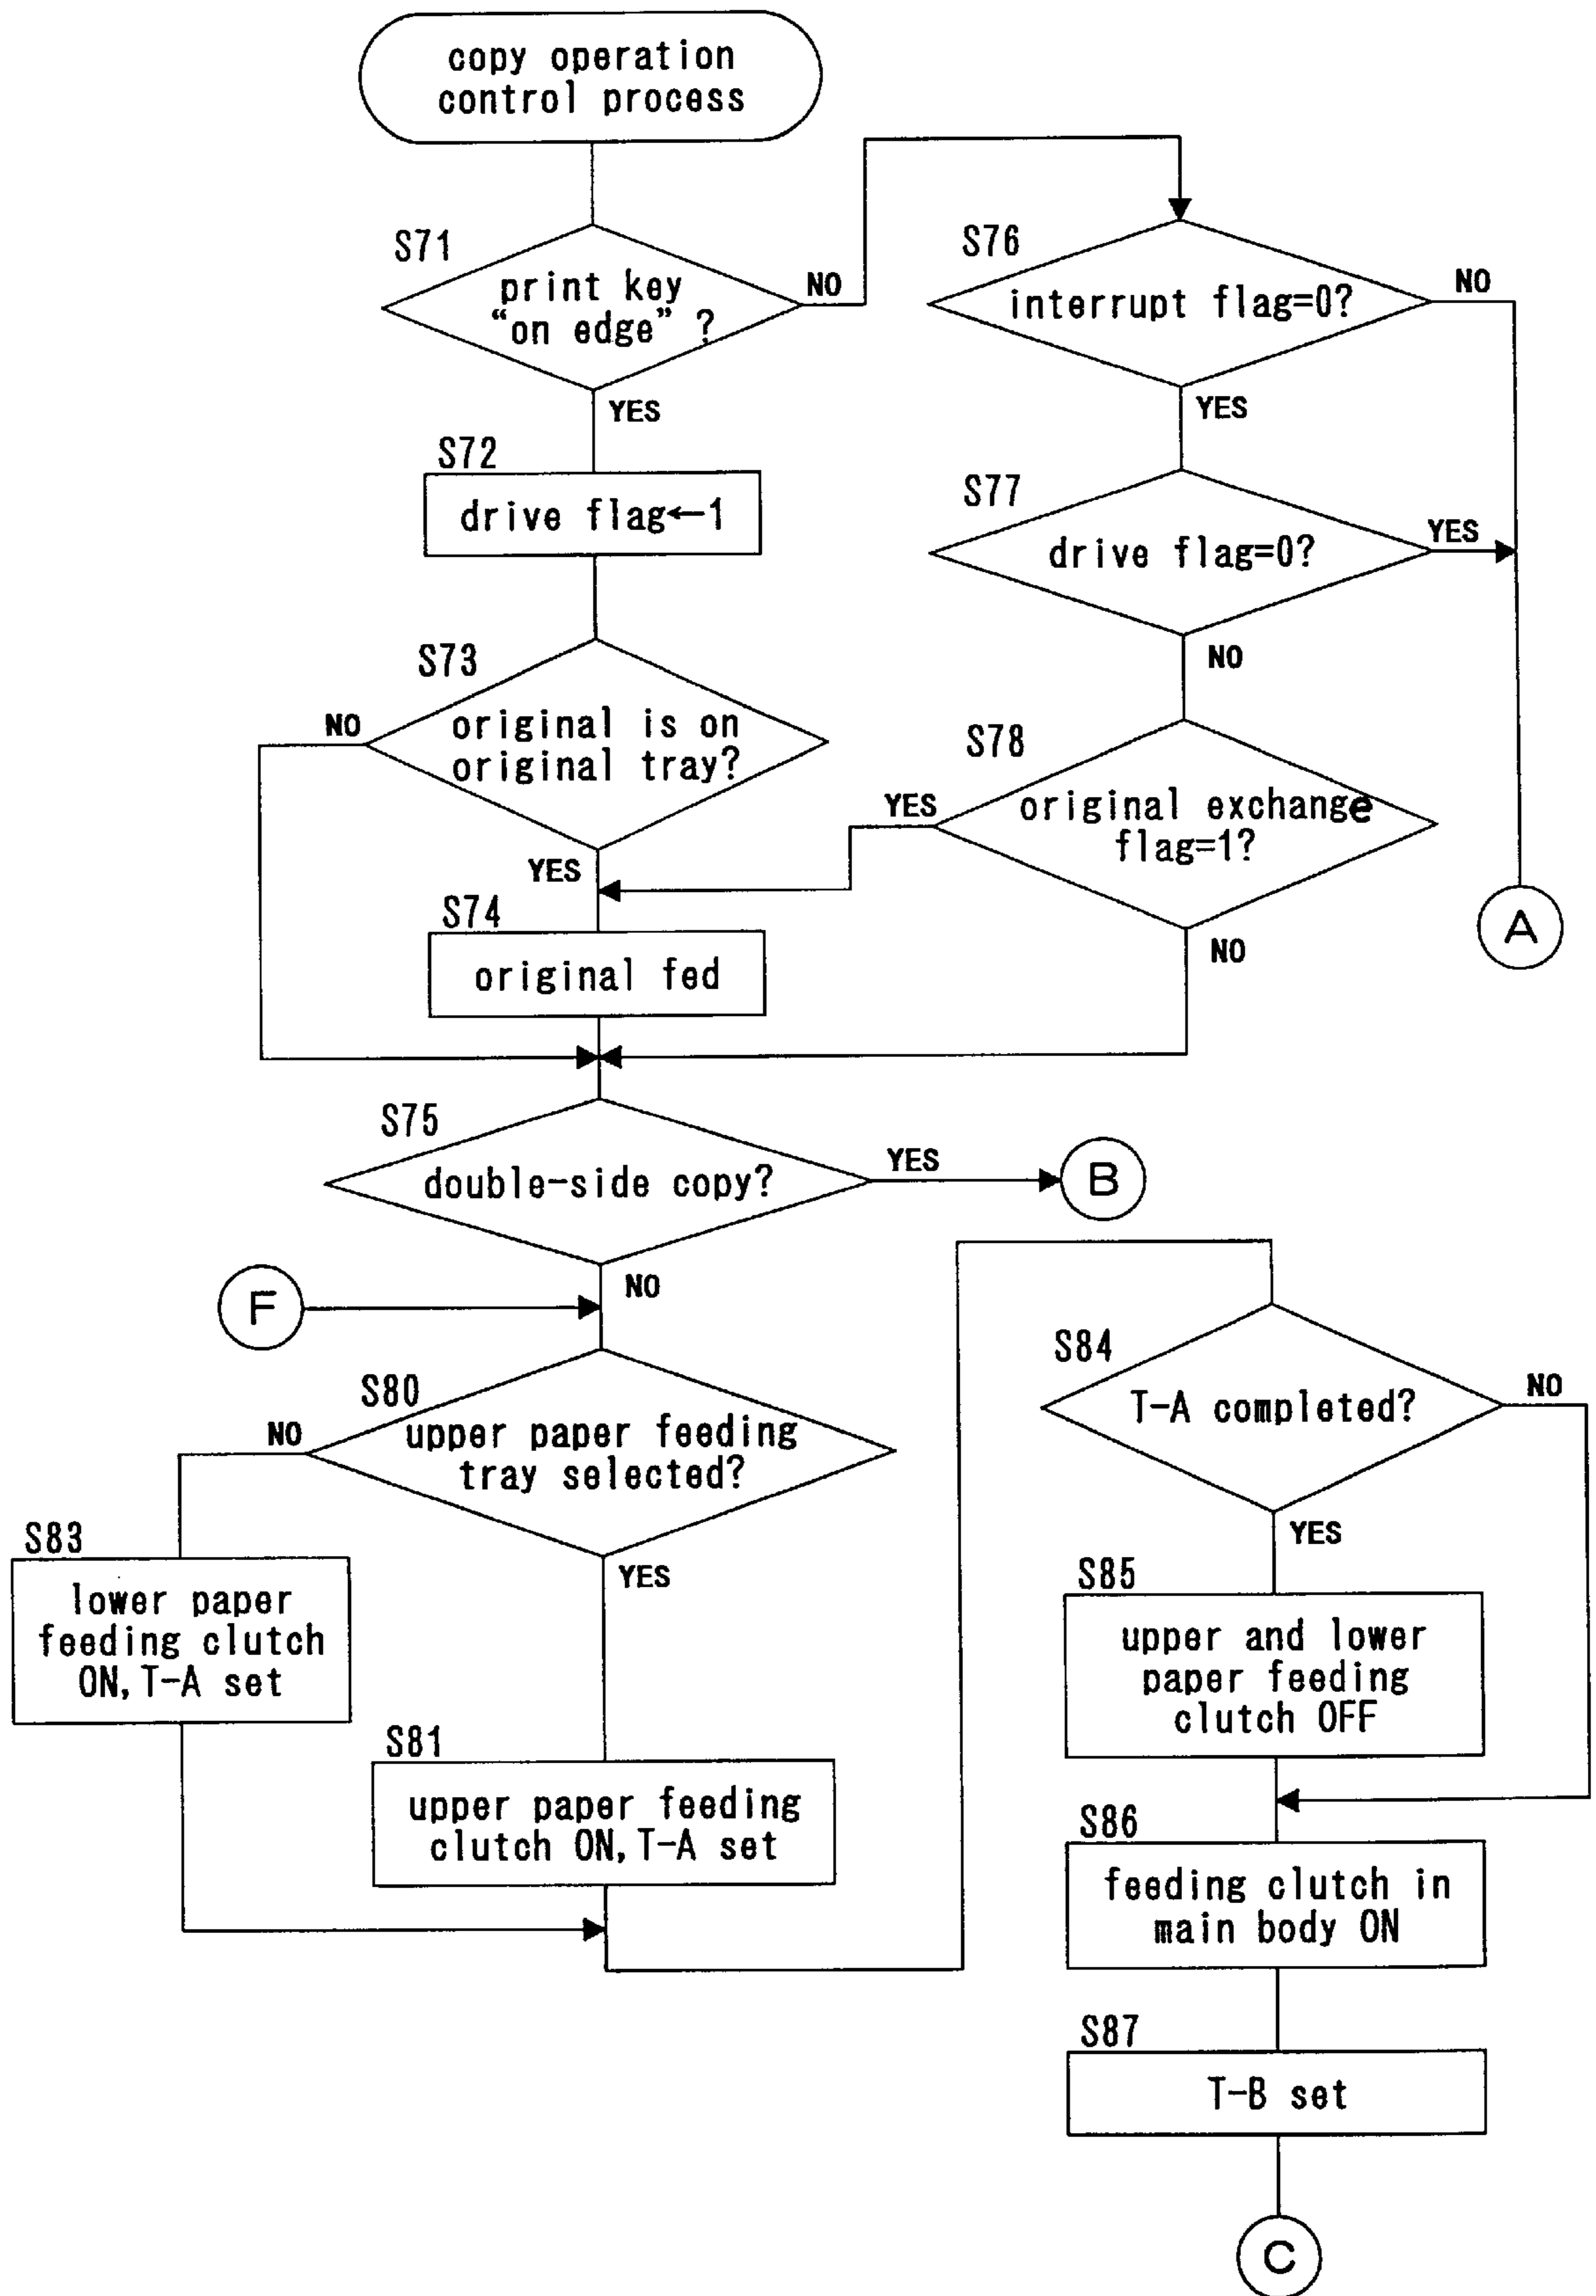 copy operation
control process
S71
print key
“on edge” ?
NO
YES
S72
drive flag←1
S73
original is on
original tray?
NO
YES
S74
original fed
S76
interrupt flag=0?
NO
YES
S77
drive flag=0?
YES
NO
S78
original exchange
flag=1?
YES
NO
A
S75
double-side copy?
YES
B
NO
F
S80
upper paper feeding
tray selected?
NO
YES
S83
lower paper
feeding clutch
ON, T-A set
S81
upper paper feeding
clutch ON, T-A set
S84
T-A completed?
NO
YES
S85
upper and lower
paper feeding
clutch OFF
S86
feeding clutch in
main body ON
S87
T-B set
C